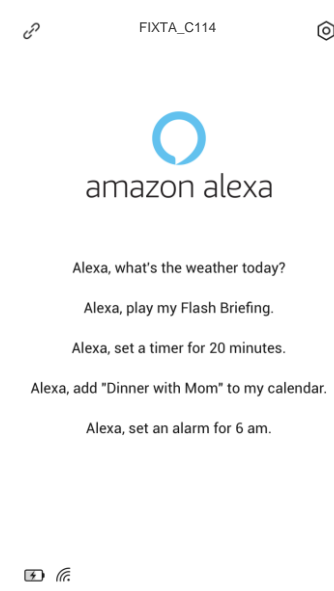 FIXTA_C114
amazon alexa
Alexa, what's the weather today?
Alexa, play my Flash Briefing.
Alexa, set a timer for 20 minutes.
Alexa, add "Dinner with Mom" to my calendar.
Alexa, set an alarm for 6 am.